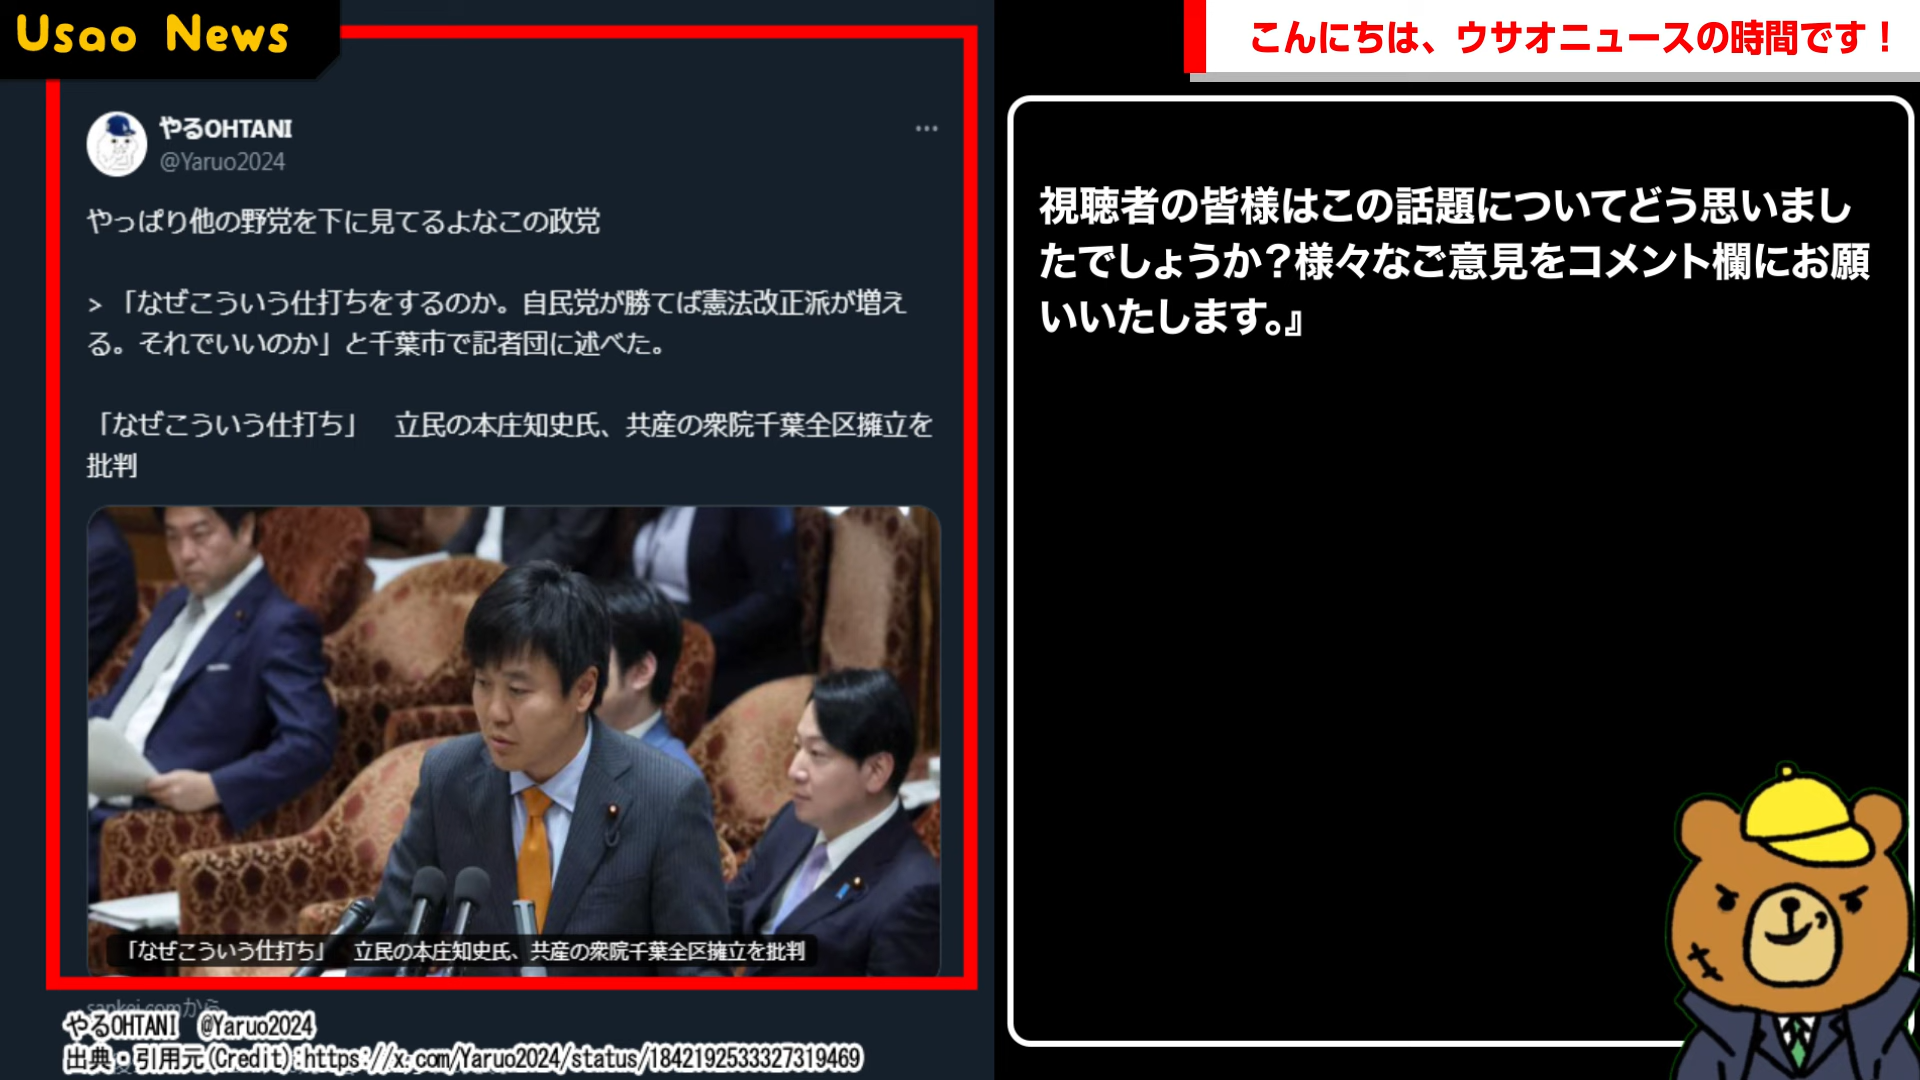 Usao News
こんにちは、ウサオニュースの時間です！
やるOHTANI
@Yaruo2024
やっぱり他の野党を下に見てるよなこの政党
> 「なぜこういう仕打ちをするのか。自民党が勝てば憲法改正派が増え
る。それでいいのか」と千葉市で記者団に述べた。
「なぜこういう仕打ち」　立民の本庄知史氏、共産の衆院千葉全区擁立を
批判
「なぜこういう仕打ち」　立民の本庄知史氏、共産の衆院千葉全区擁立を批判
sankei.comから
やるOHTANI　@Yaruo2024
出典・引用元(Credit):https://x.com/Yaruo2024/status/1842192533327319469
視聴者の皆様はこの話題についてどう思いまし
たでしょうか？様々なご意見をコメント欄にお願
いいたします。』